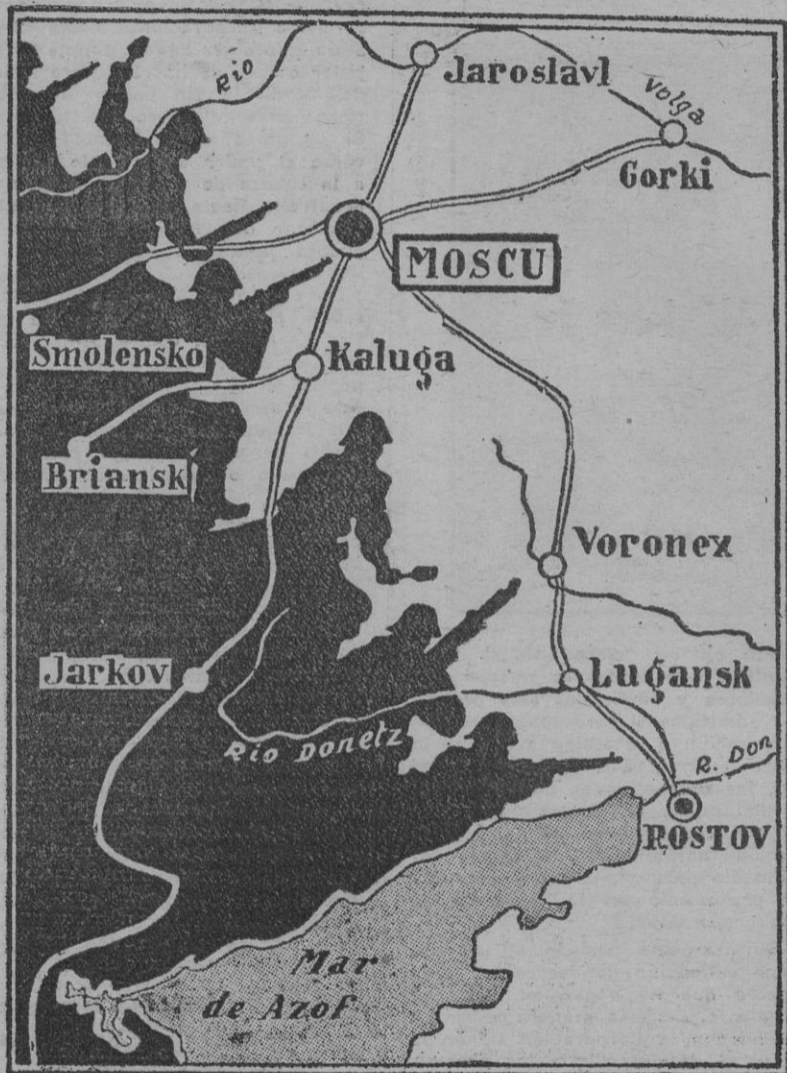 Rio
Jaroslavl
Volga
Gorki
MOSCU
Smolensko
Kaluga
Briansk
Voronex
Jarkov
Lugansk
Rio Donetz
R. Don
ROSTOV
Mar
de Azof